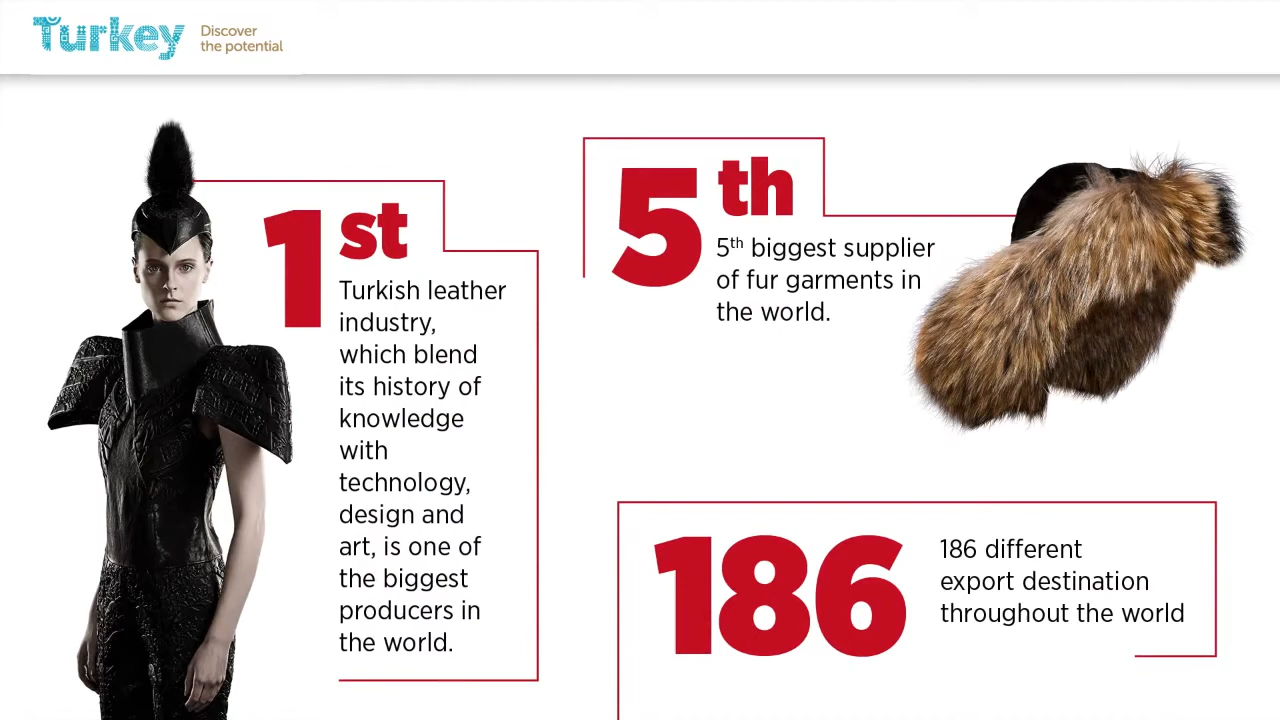 Turkey
Discover
the potential
1st
Turkish leather
industry,
which blend
its history of
knowledge
with
technology,
design and
art, is one of
the biggest
producers in
the world.
5th
5th biggest supplier
of fur garments in
the world.
186
186 different
export destination
throughout the world